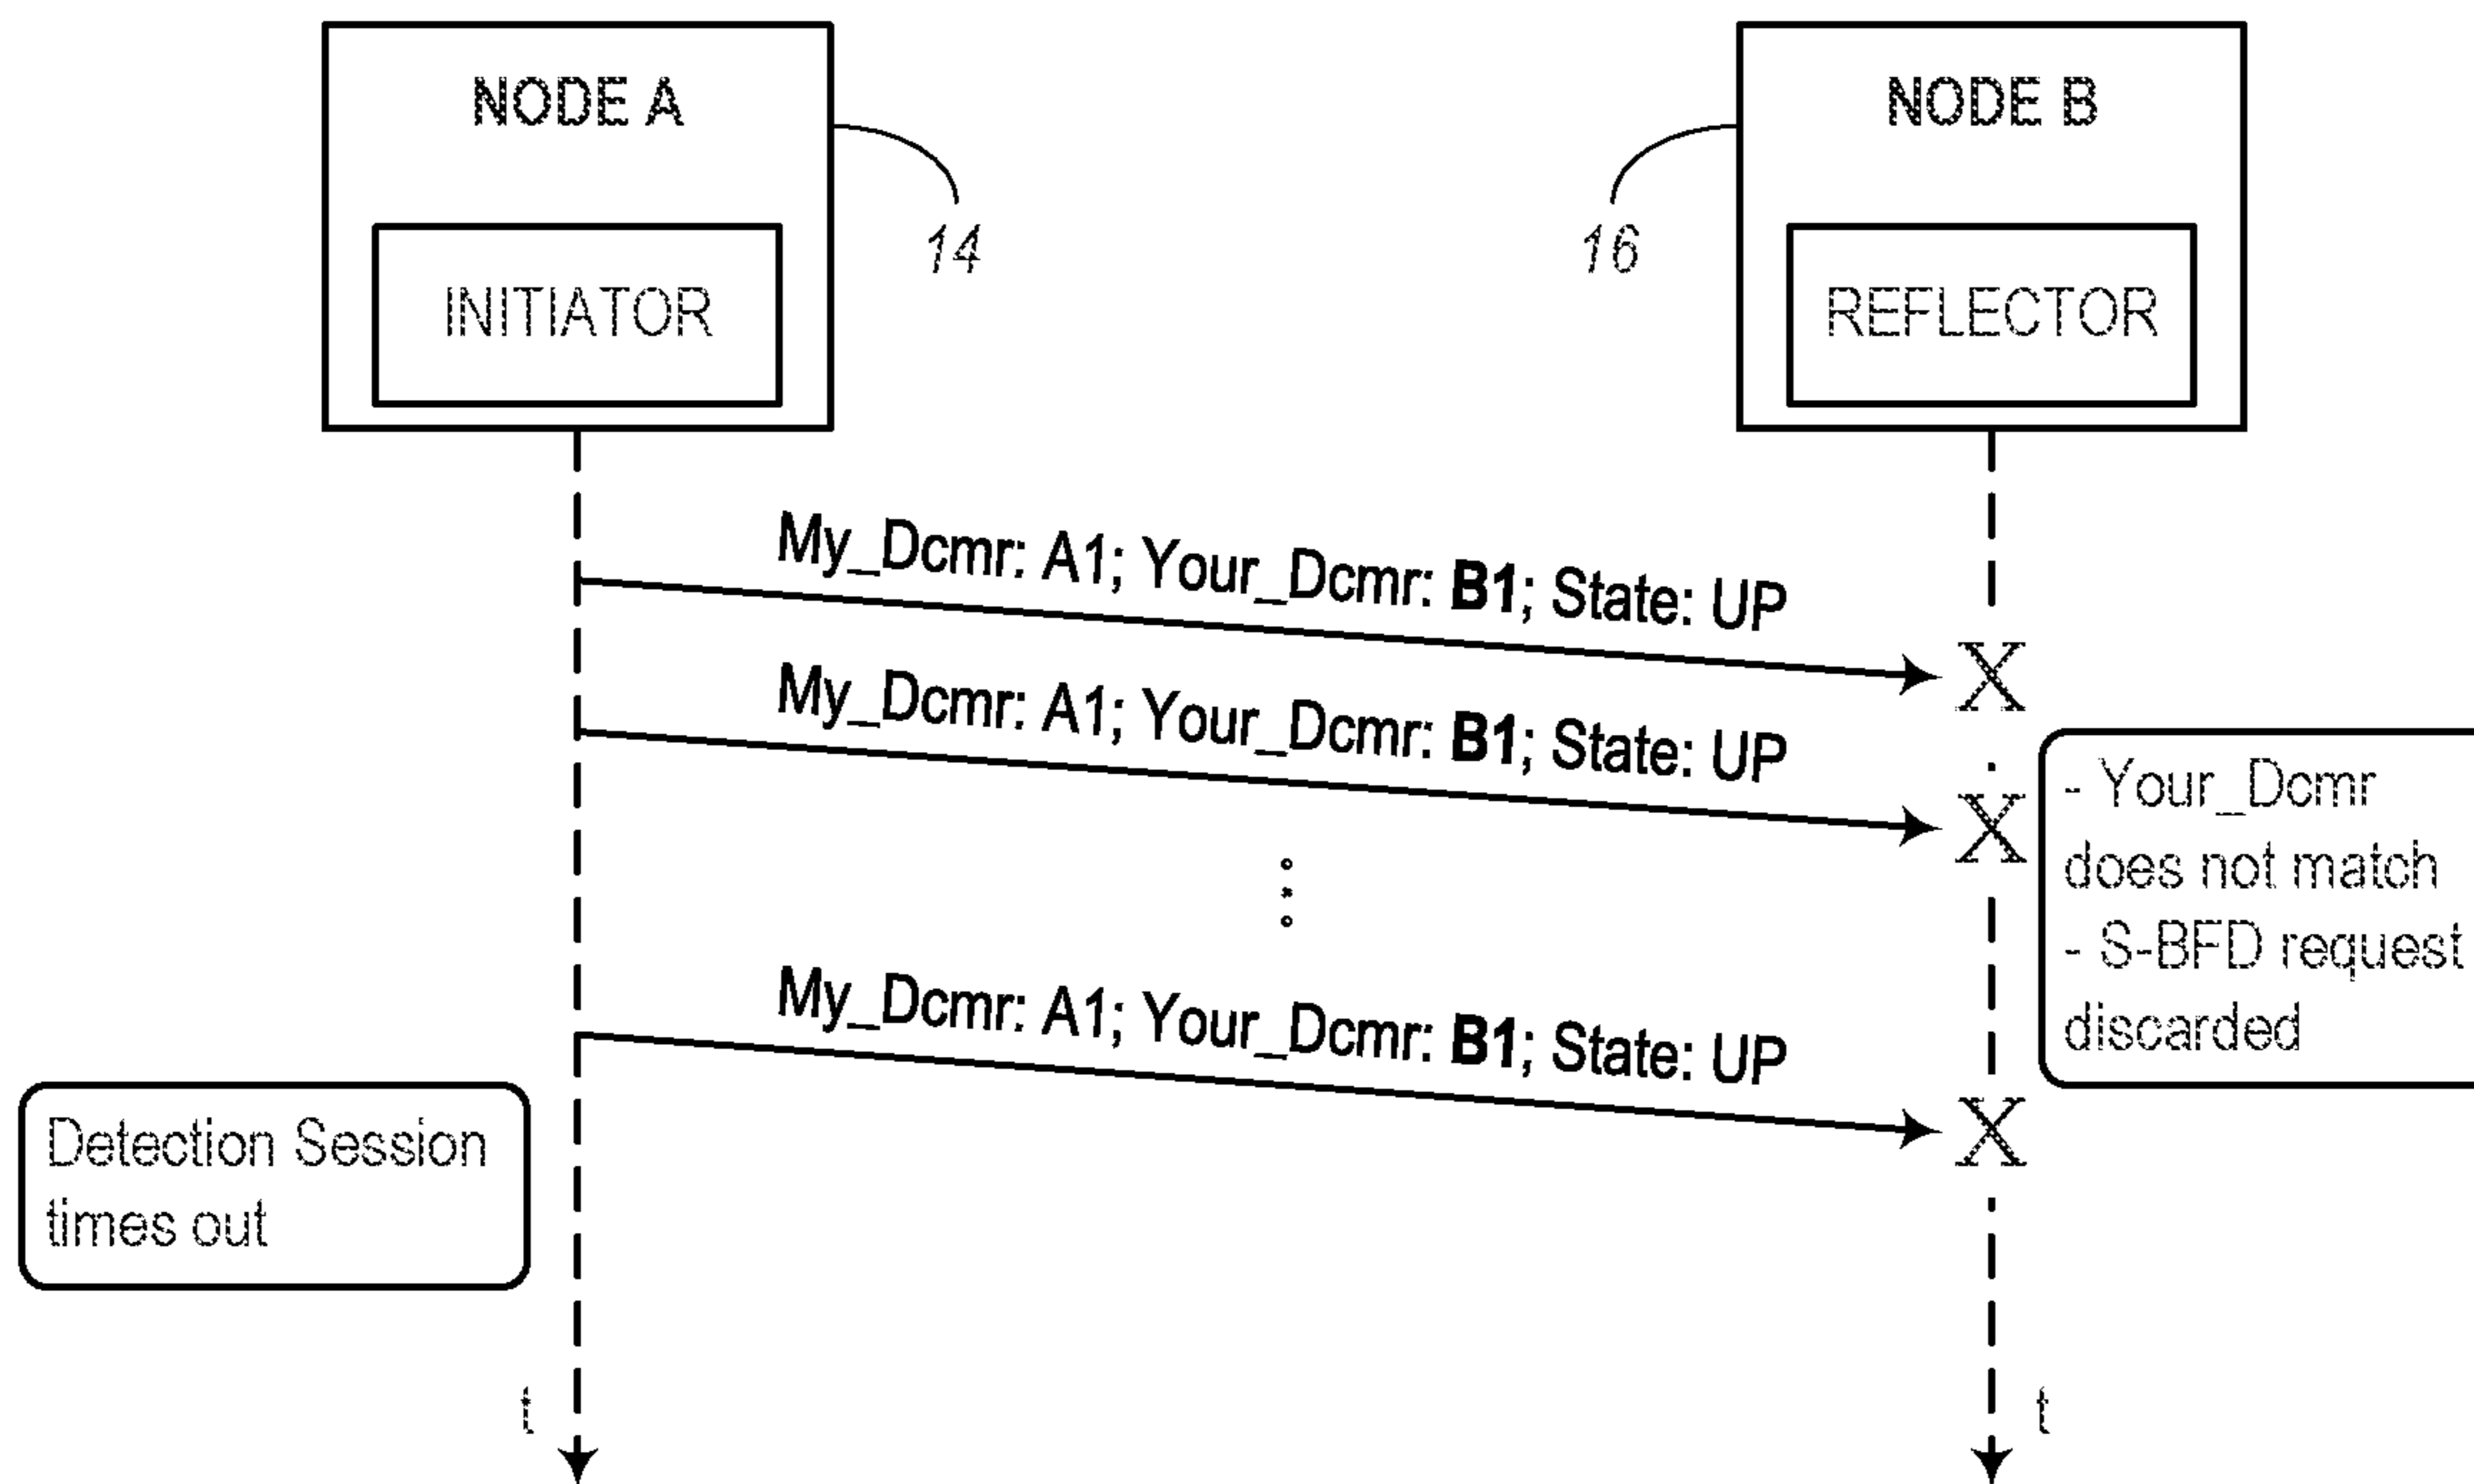 NODE A
NODE B
14
16
INITIATOR
REFLECTOR
My_Dcmr: A1; Your_Dcmr: B1; State: UP
My_Dcmr: A1; Your_Dcmr: B1; State: UP
- Your_Dcmr
does not match
- S-BFD request
discarded
My_Dcmr: A1; Your_Dcmr: B1; State: UP
Detection Session
times out
t
t